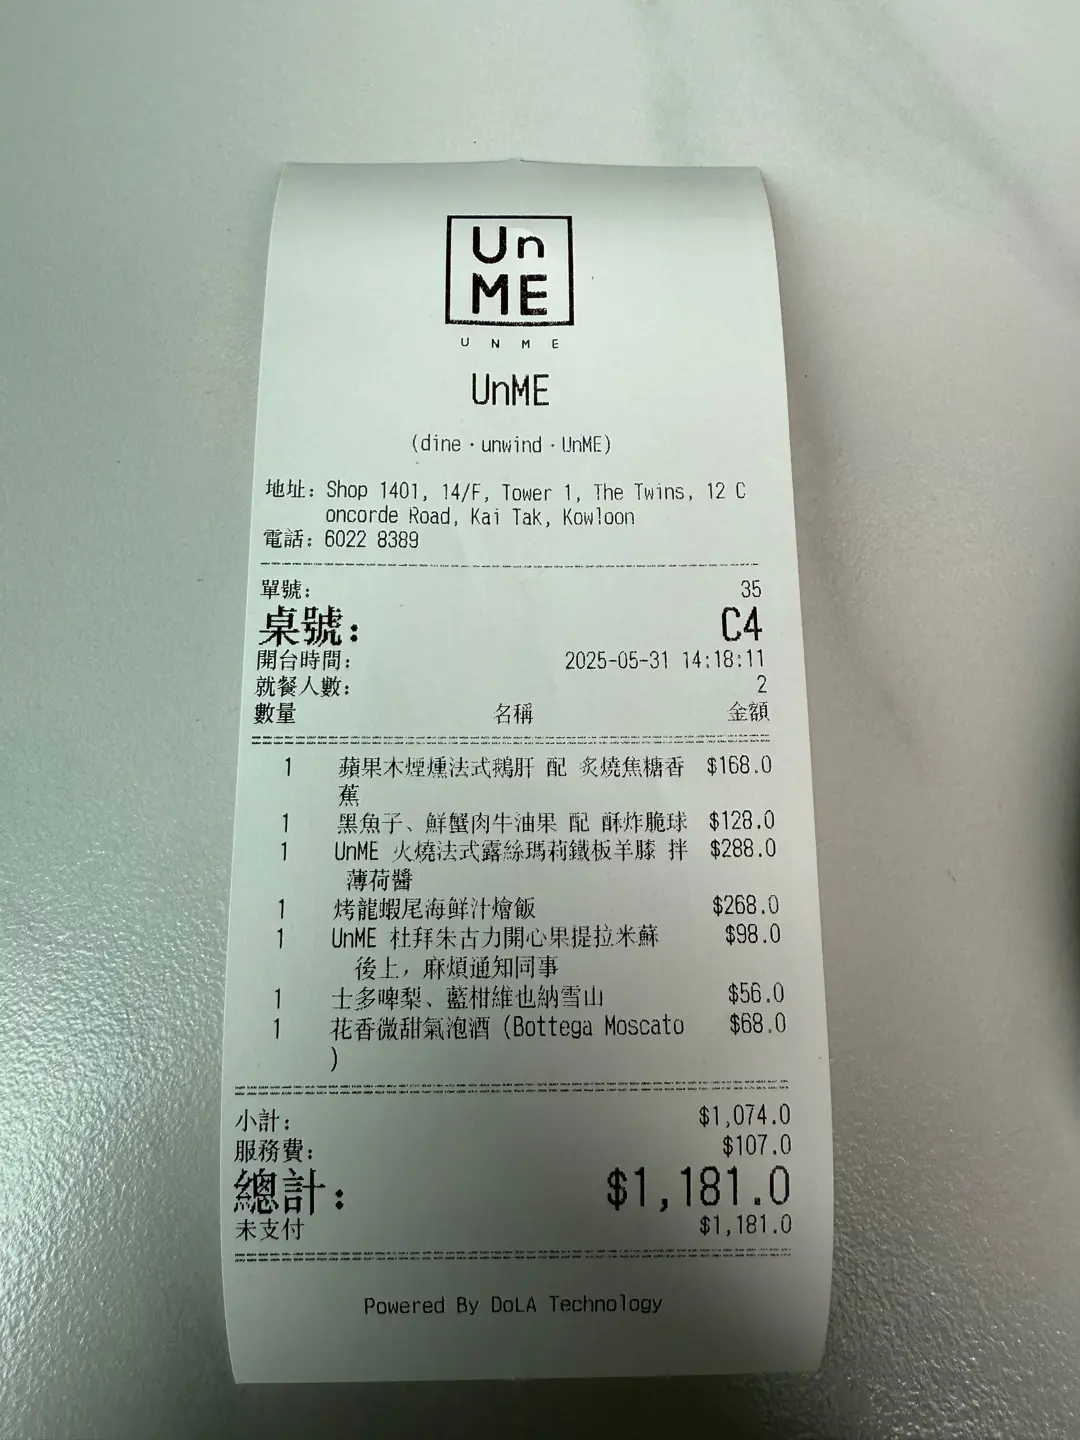 Un
ME
UNME
UnME
(dine · unwind · UnME)
地址: Shop 1401, 14/F, Tower 1, The Twins, 12 C
oncorde Road, Kai Tak, Kowloon
電話: 6022 8389
單號: 35
桌號: C4
開台時間: 2025-05-31 14:18:11
就餐人數: 2
數量 名稱 金額
1 蘋果木煙燻法式鵝肝 配 炙燒焦糖香 $168.0
蕉
1 黑魚子、鮮蟹肉牛油果 配 酥炸脆球 $128.0
1 UnME 火燒法式露絲瑪莉鐵板羊膝 拌 $288.0
薄荷醬
1 烤龍蝦尾海鮮汁燴飯 $268.0
1 UnME 杜拜朱古力開心果提拉米蘇 $98.0
後上, 麻煩通知同事
1 士多啤梨、藍柑維也納雪山 $56.0
1 花香微甜氣泡酒 (Bottega Moscato $68.0
)
小計: $1,074.0
服務費: $107.0
總計: $1,181.0
未支付 $1,181.0
Powered By DoLA Technology